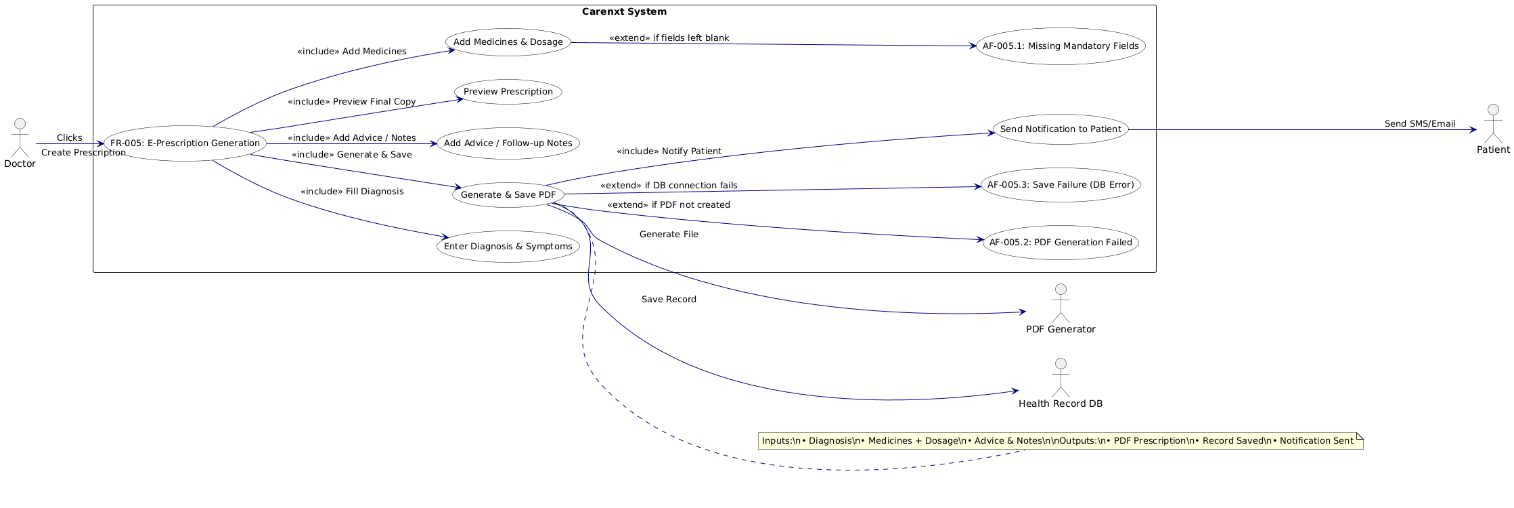 Carenxt System
Add Medicines & Dosage
«extend» if fields left blank
AF-005.1: Missing Mandatory Fields
«include» Add Medicines
Preview Prescription
«include» Preview Final Copy
Doctor
Clicks
Create Prescription
FR-005: E-Prescription Generation
«include» Add Advice / Notes
Add Advice / Follow-up Notes
«include» Generate & Save
«include» Notify Patient
Send Notification to Patient
Send SMS/Email
Patient
«include» Fill Diagnosis
Generate & Save PDF
«extend» if DB connection fails
AF-005.3: Save Failure (DB Error)
«extend» if PDF not created
Enter Diagnosis & Symptoms
Generate File
AF-005.2: PDF Generation Failed
Save Record
PDF Generator
Health Record DB
Inputs:\n• Diagnosis\n• Medicines + Dosage\n• Advice & Notes\n\nOutputs:\n• PDF Prescription\n• Record Saved\n• Notification Sent